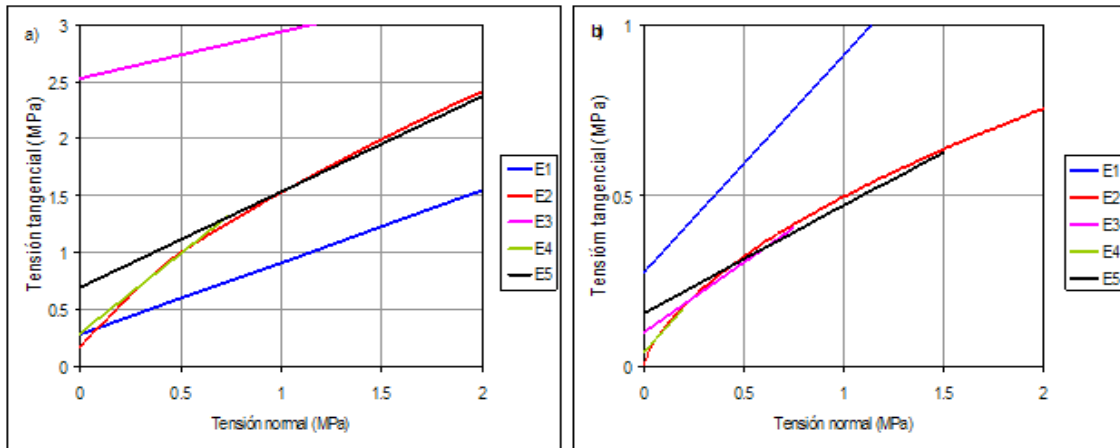 a)
Tensión tangencial (MPa)
3
2.5
2
1.5
1
0.5
0
0 0.5 1 1.5 2
Tensión normal (MPa)
E1
E2
E3
E4
E5
b)
Tensión tangencial (MPa)
1
0.5
0
0 0.5 1 1.5 2
Tensión normal (MPa)
E1
E2
E3
E4
E5